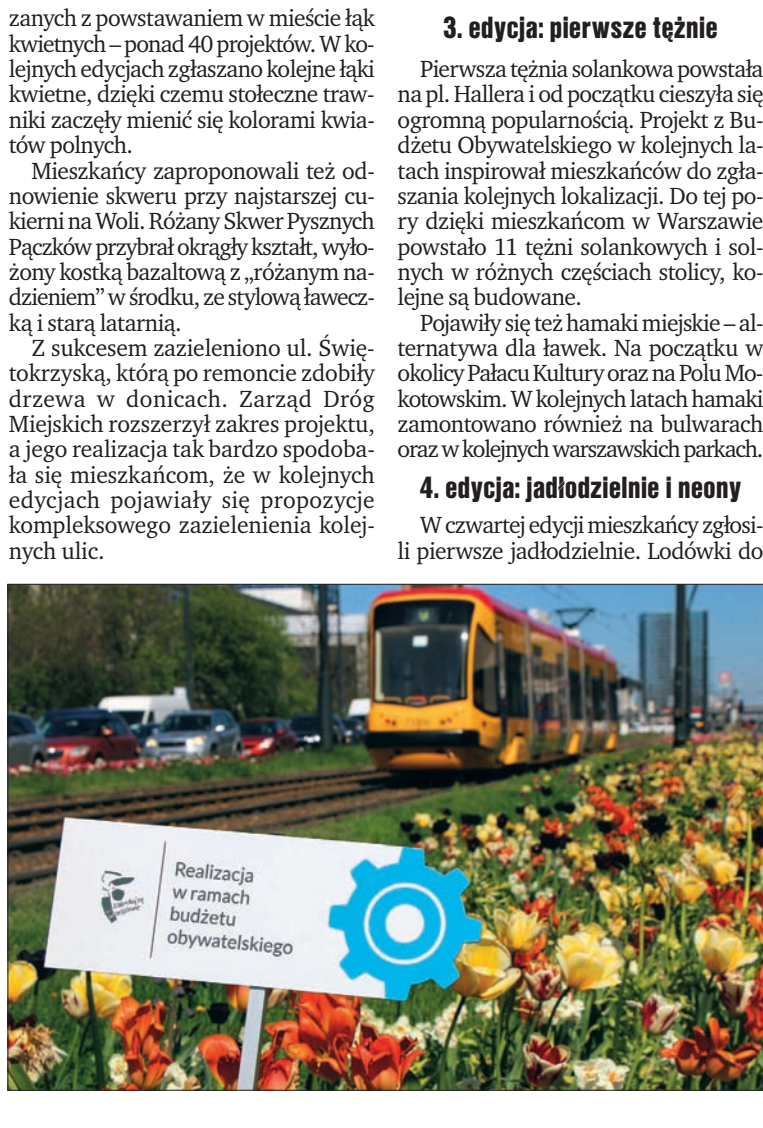 zanych z powstawaniem w mieście łąk
kwietnych – ponad 40 projektów. W ko-
lejnych edycjach zgłaszano kolejne łąki
kwietne, dzięki czemu stołeczne traw-
niki zaczęły mienić się kolorami kwia-
tów polnych.
Mieszkańcy zaproponowali też od-
nowienie skweru przy najstarszej cu-
kierni na Woli. Różany Skwer Pysznych
Pączków przybrał okrągły kształt, wyło-
żony kostką bazaltową z „różanym na-
dzieniem” w środku, ze stylową ławecz-
ką i starą latarnią.
Z sukcesem zazieleniono ul. Świę-
tokrzyską, którą po remoncie zdobiły
drzewa w donicach. Zarząd Dróg
Miejskich rozszerzył zakres projektu,
a jego realizacja tak bardzo spodoba-
ła się mieszkańcom, że w kolejnych
edycjach pojawiały się propozycje
kompleksowego zazielenienia kolej-
nych ulic.
3. edycja: pierwsze tężnie
Pierwsza tężnia solankowa powstała
na pl. Hallera i od początku cieszyła się
ogromną popularnością. Projekt z Bu-
dżetu Obywatelskiego w kolejnych la-
tach inspirował mieszkańców do zgła-
szania kolejnych lokalizacji. Do tej po-
ry dzięki mieszkańcom w Warszawie
powstało 11 tężni solankowych i sol-
nych w różnych częściach stolicy, ko-
lejne są budowane.
Pojawiły się też hamaki miejskie – al-
ternatywa dla ławek. Na początku w
okolicy Pałacu Kultury oraz na Polu Mo-
kotowskim. W kolejnych latach hamaki
zamontowano również na bulwarach
oraz w kolejnych warszawskich parkach.
4. edycja: jadłodzielnie i neony
W czwartej edycji mieszkańcy zgłosi-
li pierwsze jadłodzielnie. Lodówki do
Realizacja
w ramach
budżetu
obywatelskiego